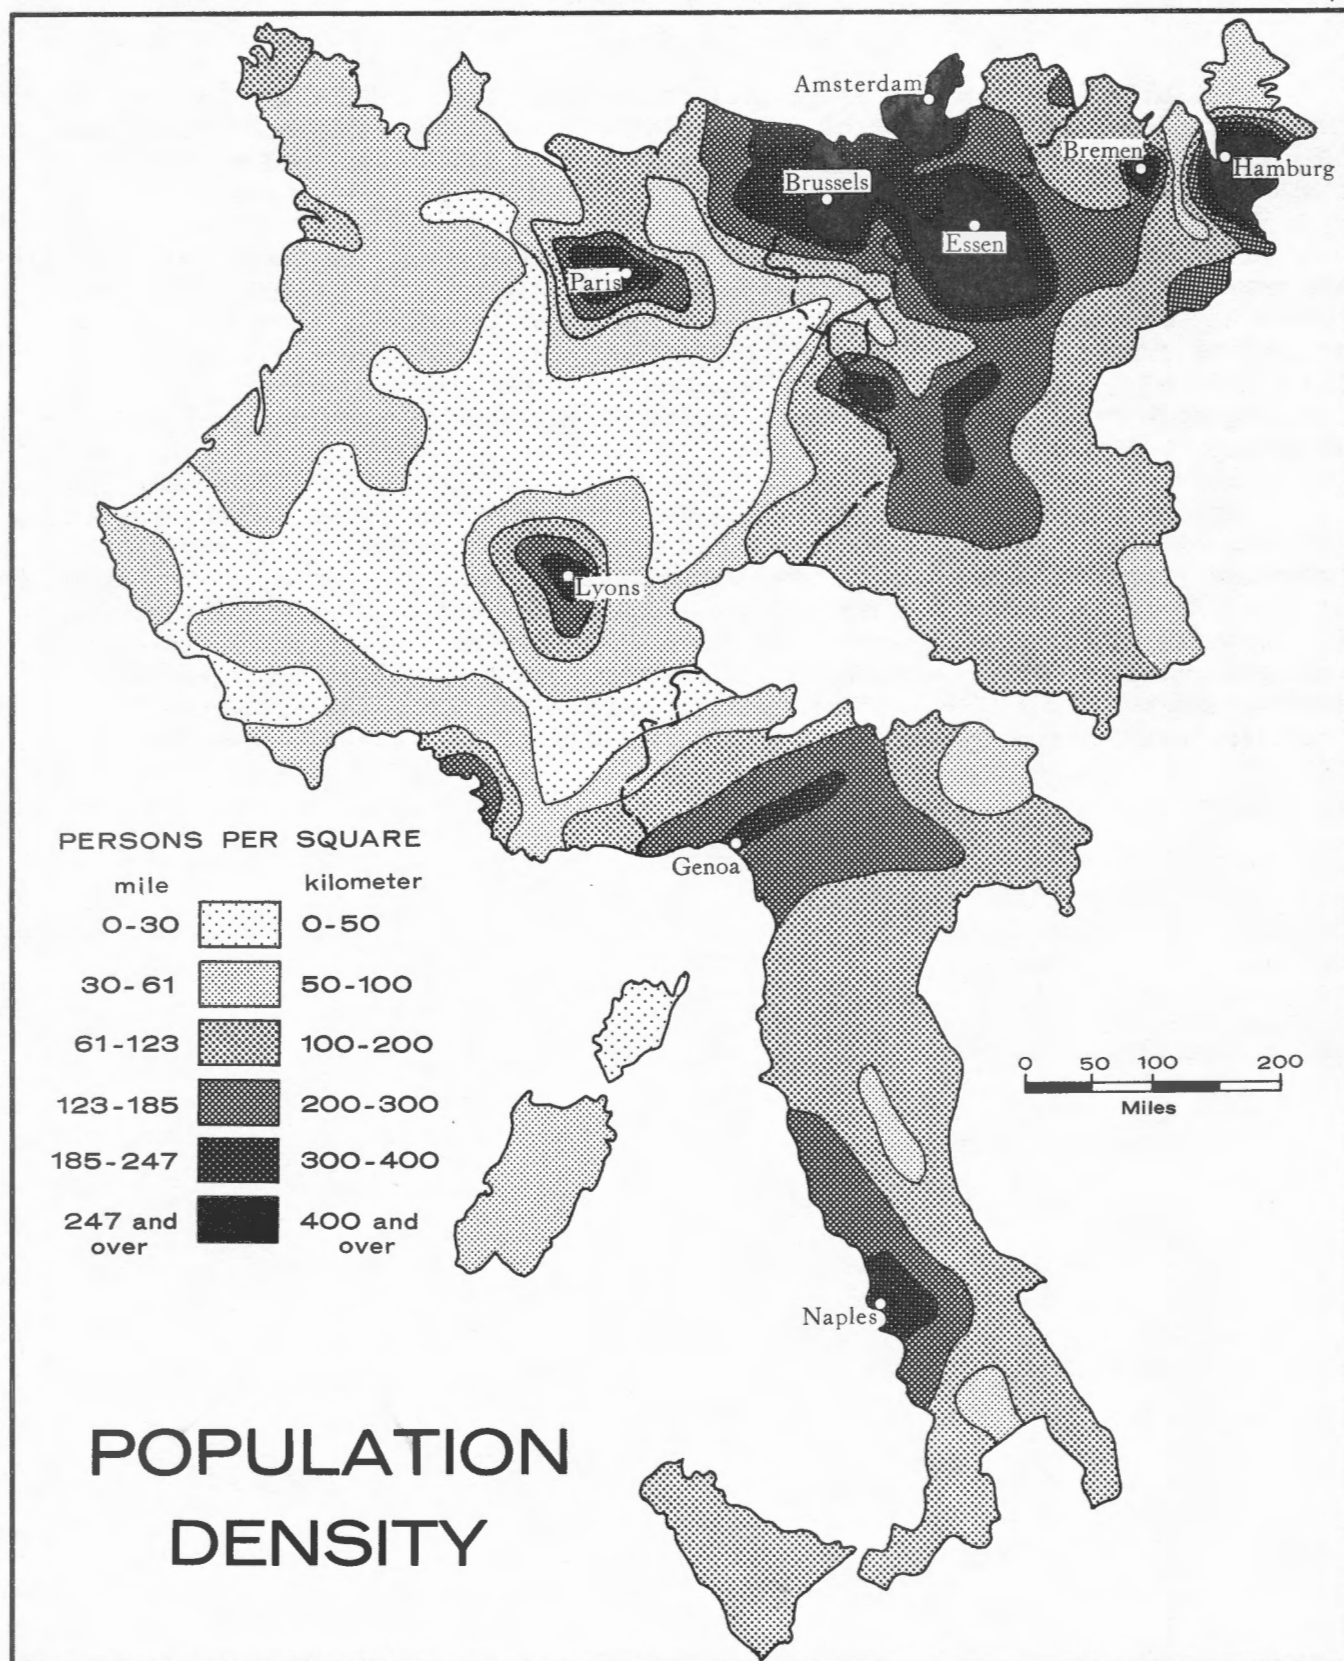 Amsterdam
Bremen
Hamburg
Brussels
Essen
Paris
Lyons
Genoa
PERSONS PER SQUARE
mile kilometer
0-30 0-50
30-61 50-100
61-123 100-200
123-185 200-300
185-247 300-400
247 and over 400 and over
0 50 100 200
Miles
Naples
POPULATION
DENSITY